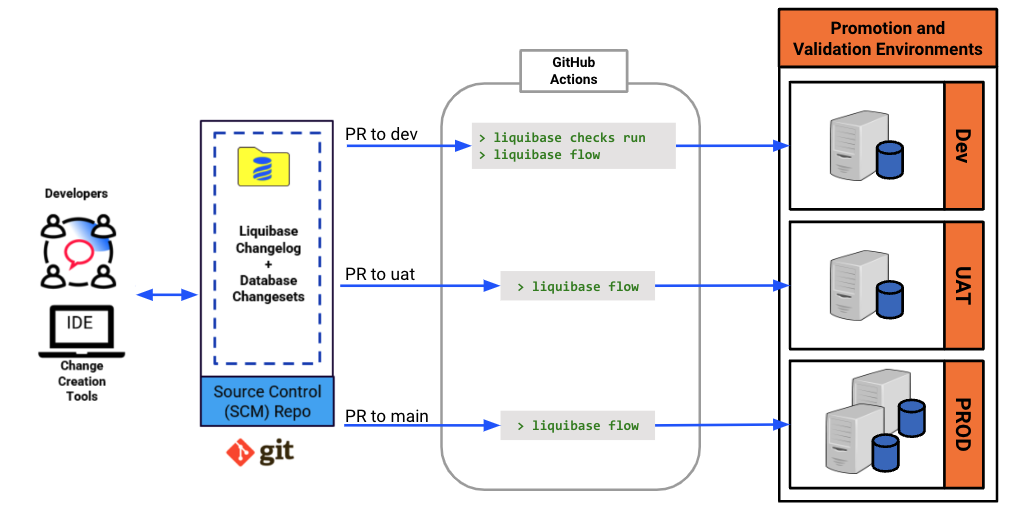 Developers
IDE
Change
Creation
Tools
Liquibase
Changelog
+
Database
Changesets
Source Control
(SCM) Repo
git
PR to dev
PR to uat
PR to main
GitHub
Actions
> liquibase checks run
> liquibase flow
> liquibase flow
> liquibase flow
Promotion and
Validation Environments
Dev
UAT
PROD